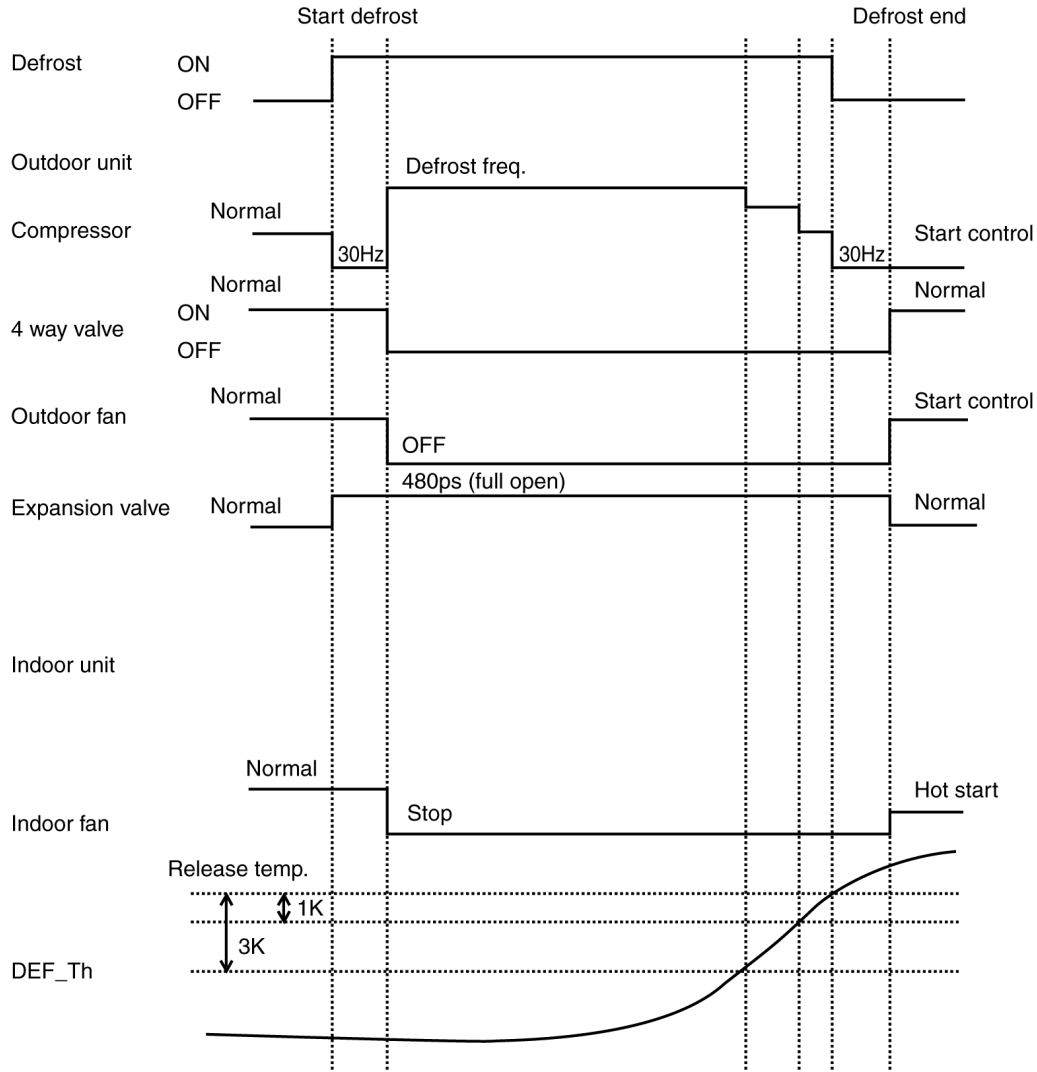 Start defrost Defrost end
Defrost ON
OFF
Outdoor unit
Defrost freq.
Normal
Compressor Start control
30Hz 30Hz
Normal Normal
ON
4 way valve
OFF
Normal
Outdoor fan Start control
OFF
480ps (full open)
Expansion valve Normal Normal
Indoor unit
Normal
Hot start
Stop
Indoor fan
Release temp.
1K
3K
DEF_Th